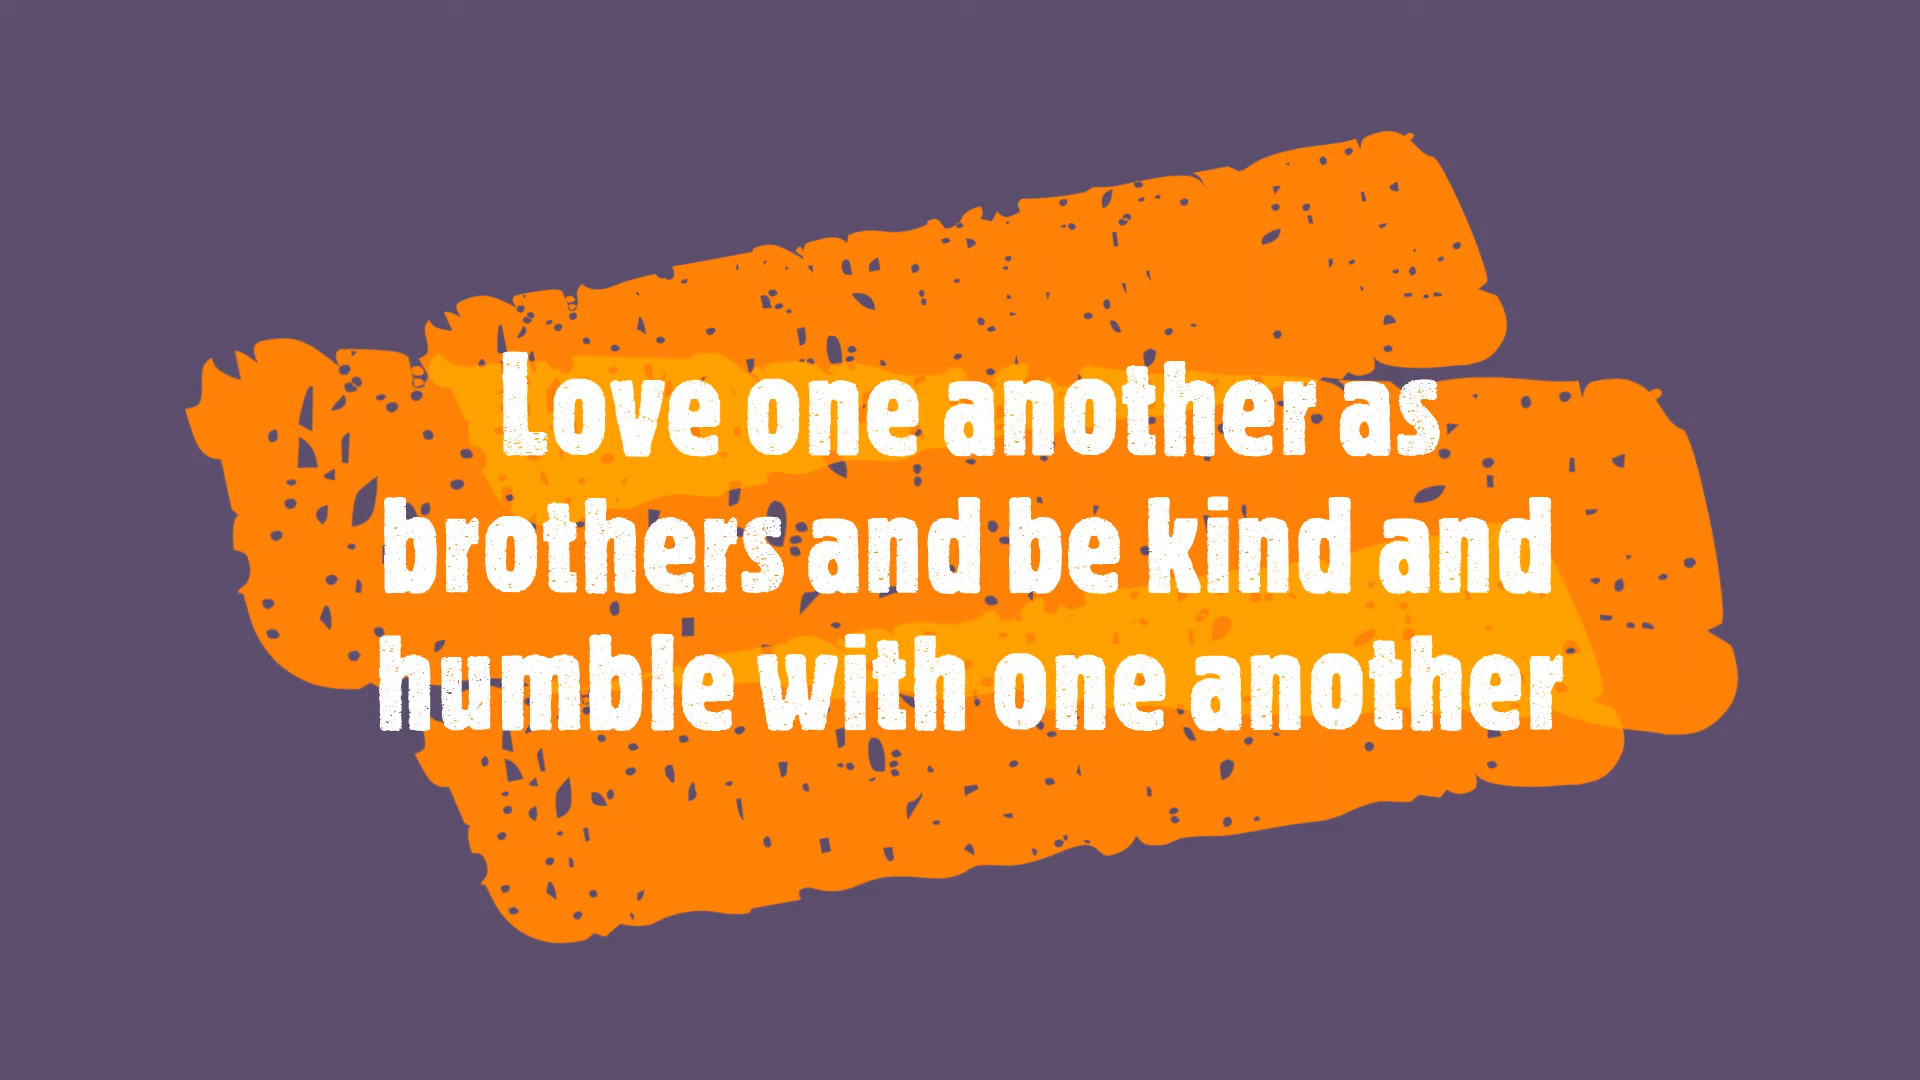 Love one another as
brothers and be kind and
humble with one another